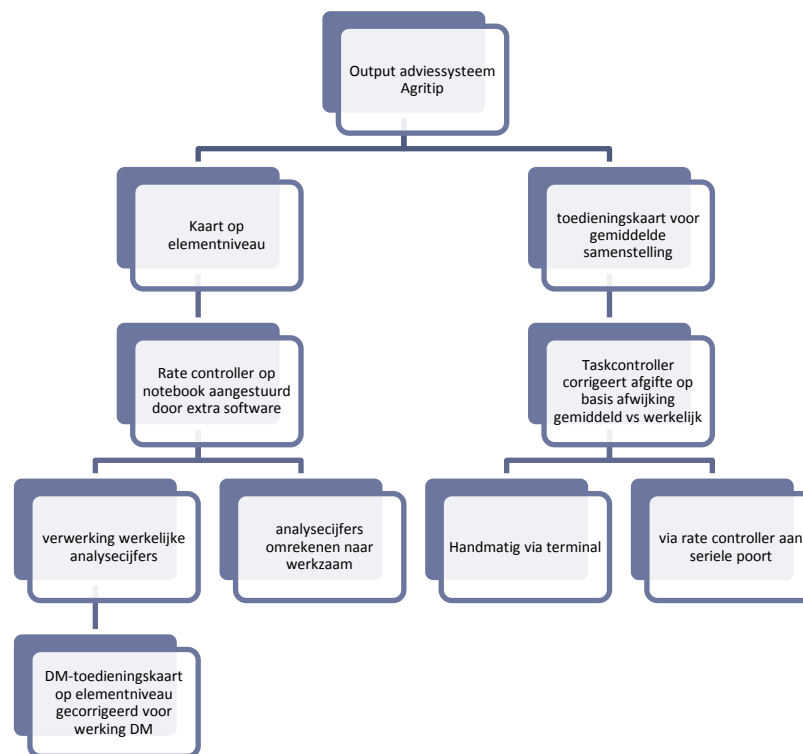 Output adviessysteem
Agritip
Kaart op
elementniveau
toedieningskaart voor
gemiddelde
samenstelling
Rate controller op
notebook aangestuurd
door extra software
Taskcontroller
corrigeert afgifte op
basis afwijking
gemiddeld vs werkelijk
verwerking werkelijke
analysecijfers
analysecijfers
omrekenen naar
werkzaam
Handmatig via terminal
via rate controller aan
seriele poort
DM-toedieningskaart
op elementniveau
gecorrigeerd voor
werking DM